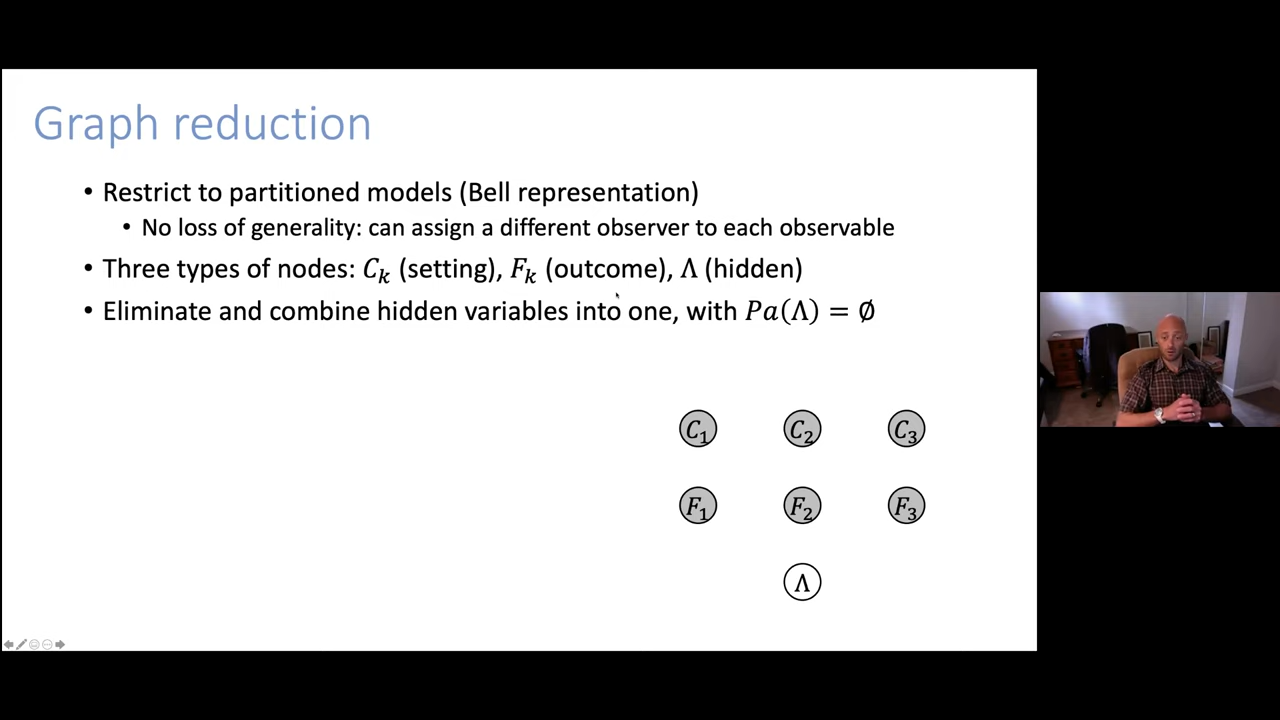 Graph reduction
• Restrict to partitioned models (Bell representation)
• No loss of generality: can assign a different observer to each observable
• Three types of nodes: Cₖ (setting), Fₖ (outcome), Λ (hidden)
• Eliminate and combine hidden variables into one, with Pa(Λ) = ∅
C₁ C₂ C₃
F₁ F₂ F₃
Λ